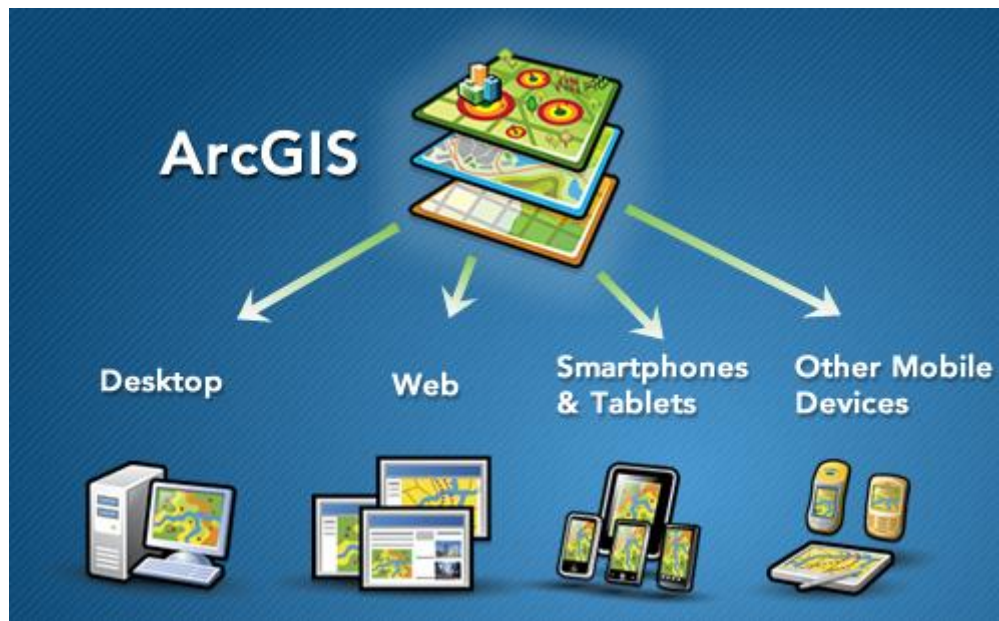 ArcGIS
Desktop
Web
Smartphones
& Tablets
Other Mobile
Devices